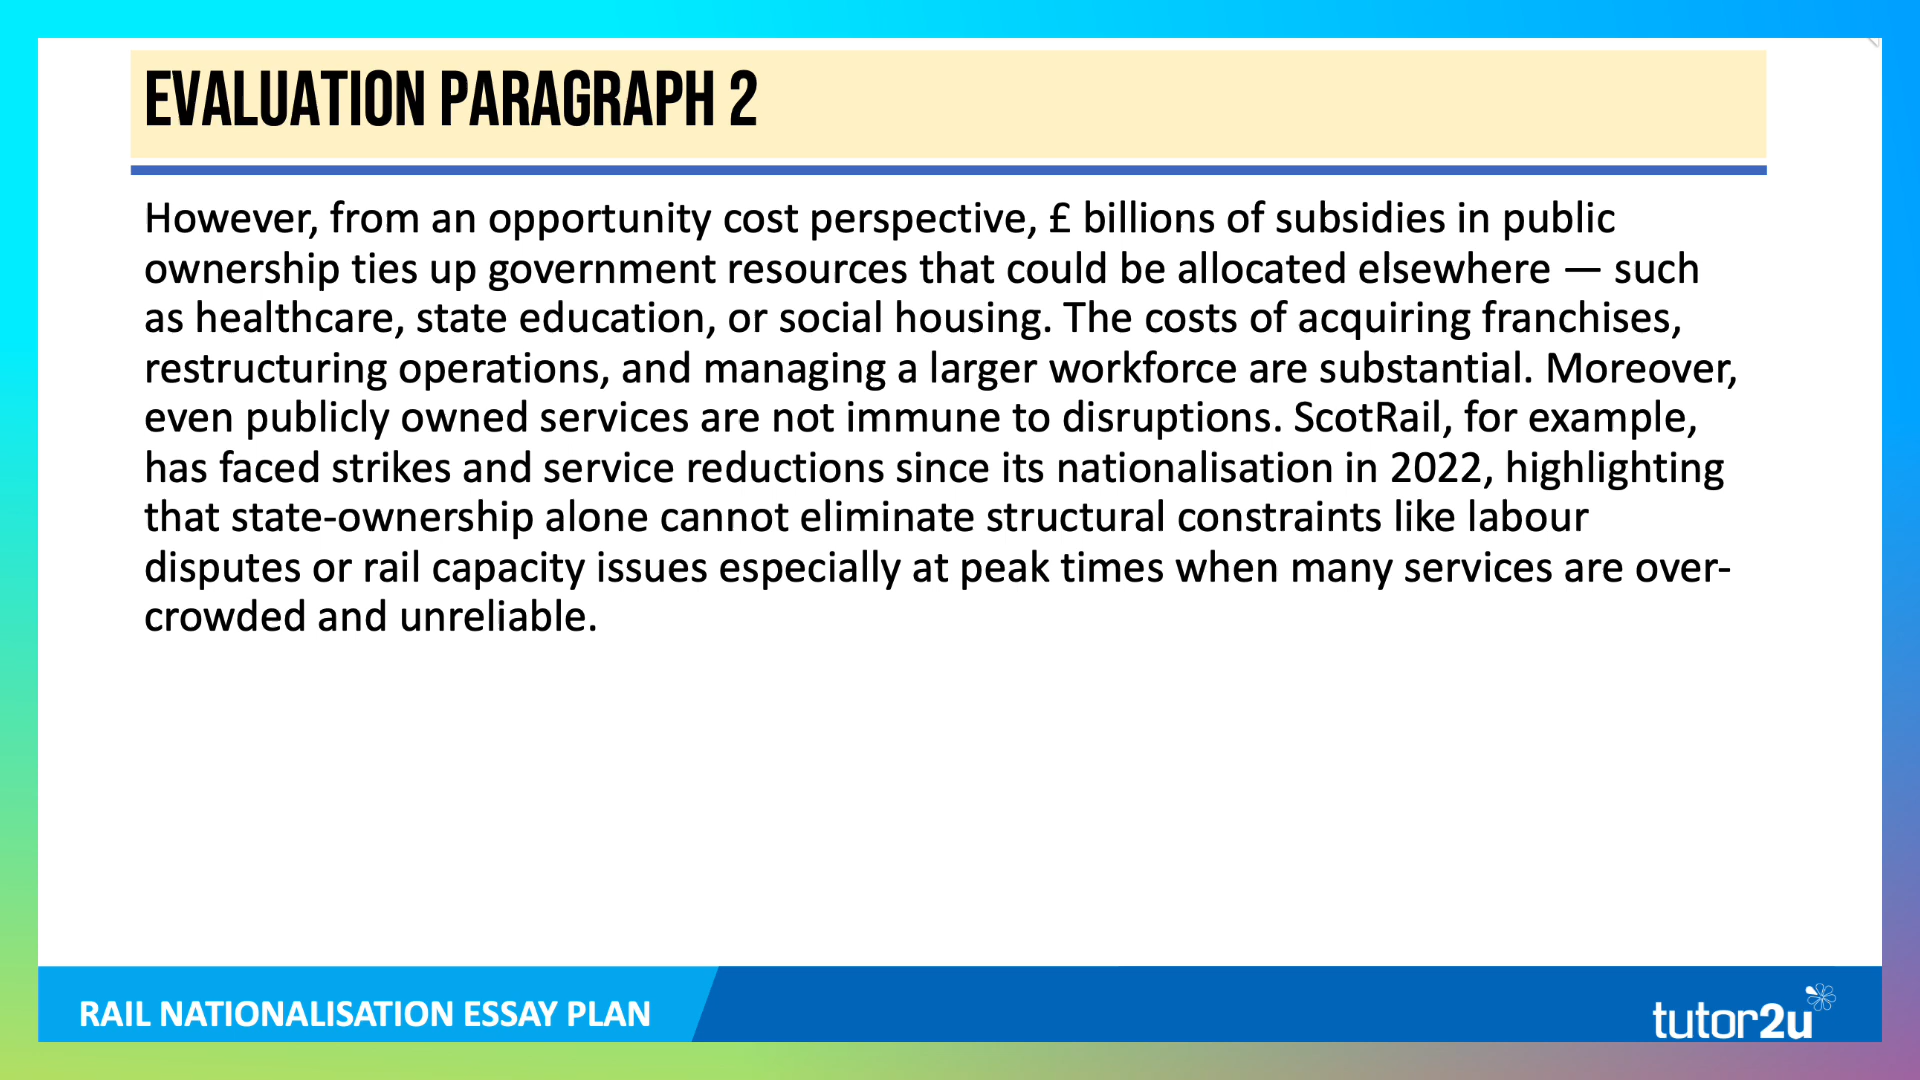 EVALUATION PARAGRAPH 2
However, from an opportunity cost perspective, £ billions of subsidies in public
ownership ties up government resources that could be allocated elsewhere — such
as healthcare, state education, or social housing. The costs of acquiring franchises,
restructuring operations, and managing a larger workforce are substantial. Moreover,
even publicly owned services are not immune to disruptions. ScotRail, for example,
has faced strikes and service reductions since its nationalisation in 2022, highlighting
that state-ownership alone cannot eliminate structural constraints like labour
disputes or rail capacity issues especially at peak times when many services are over-
crowded and unreliable.
RAIL NATIONALISATION ESSAY PLAN
tutor2u